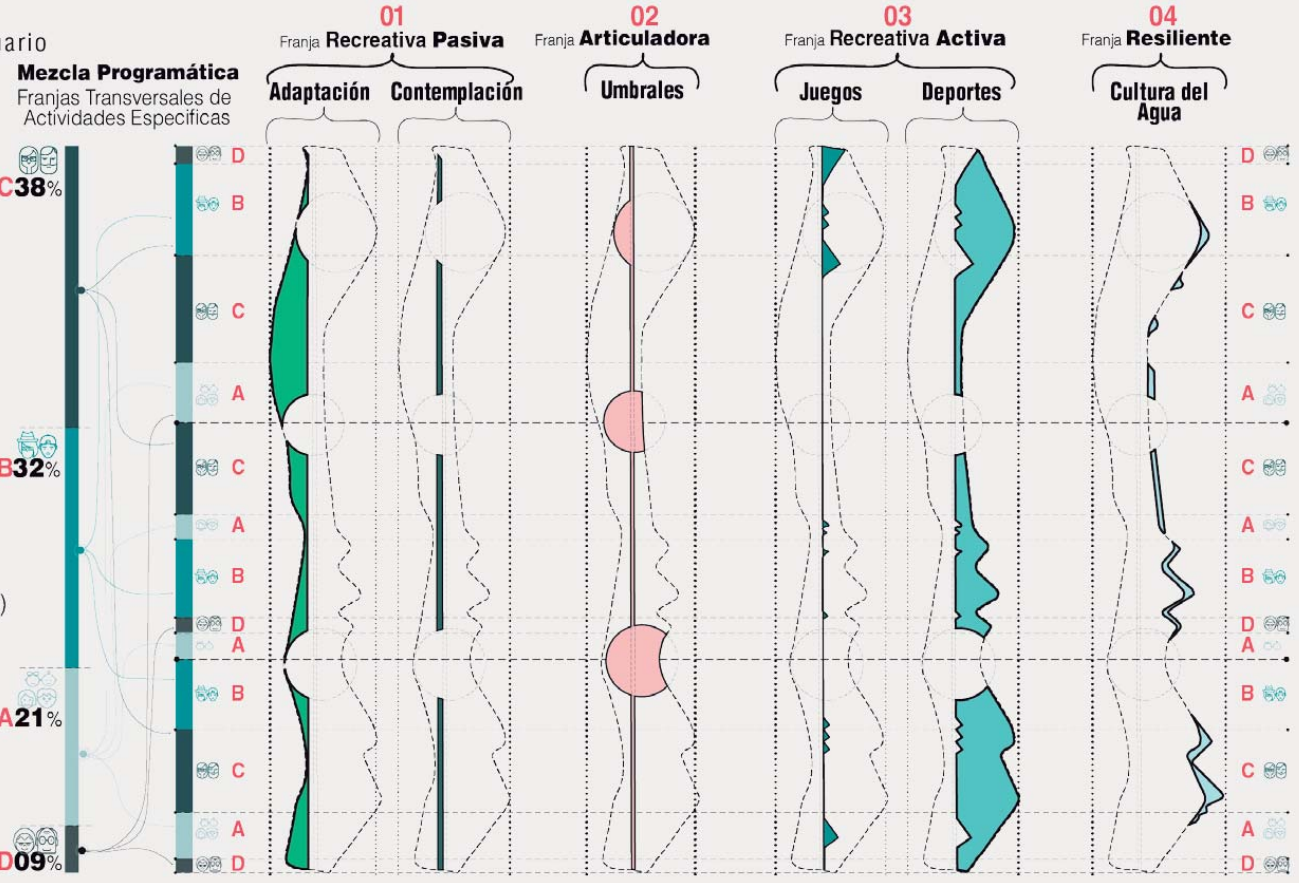 01
Franja Recreativa Pasiva
02
Franja Articuladora
03
Franja Recreativa Activa
04
Franja Resiliente
ario
Mezcla Programática
Franjas Transversales de
Actividades Especificas
Adaptación
Contemplación
Umbrales
Juegos
Deportes
Cultura del
Agua
C38%
B32%
)
A21%
D09%
D
B
C
A
C
A
B
D
A
B
C
A
D
D
B
C
A
C
A
B
D
A
B
C
A
D